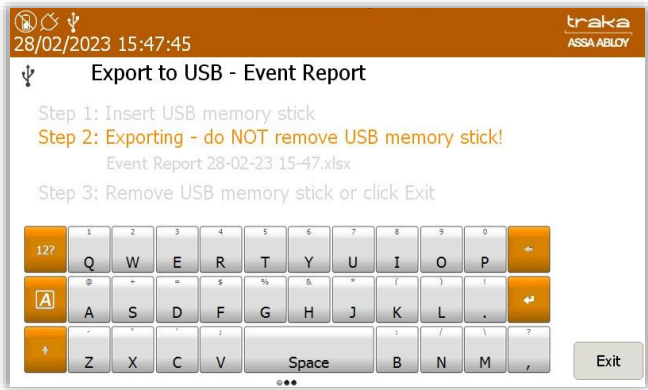 traka
28/02/2023 15:47:45
ASSA ABLOY
Export to USB - Event Report
Step 1: Insert USB memory stick
Step 2: Exporting - do NOT remove USB memory stick!
Event Report 28-02-23 15-47.xlsx
Step 3: Remove USB memory stick or click Exit
1 2 3 4 5 6 7 8 9 0
12? Q W E R T Y U I O P
@ + = $ % & * ( ) !
A A S D F G H J K L .
- " ' ; : / \ ?
Z X C V Space B N M ,
Exit